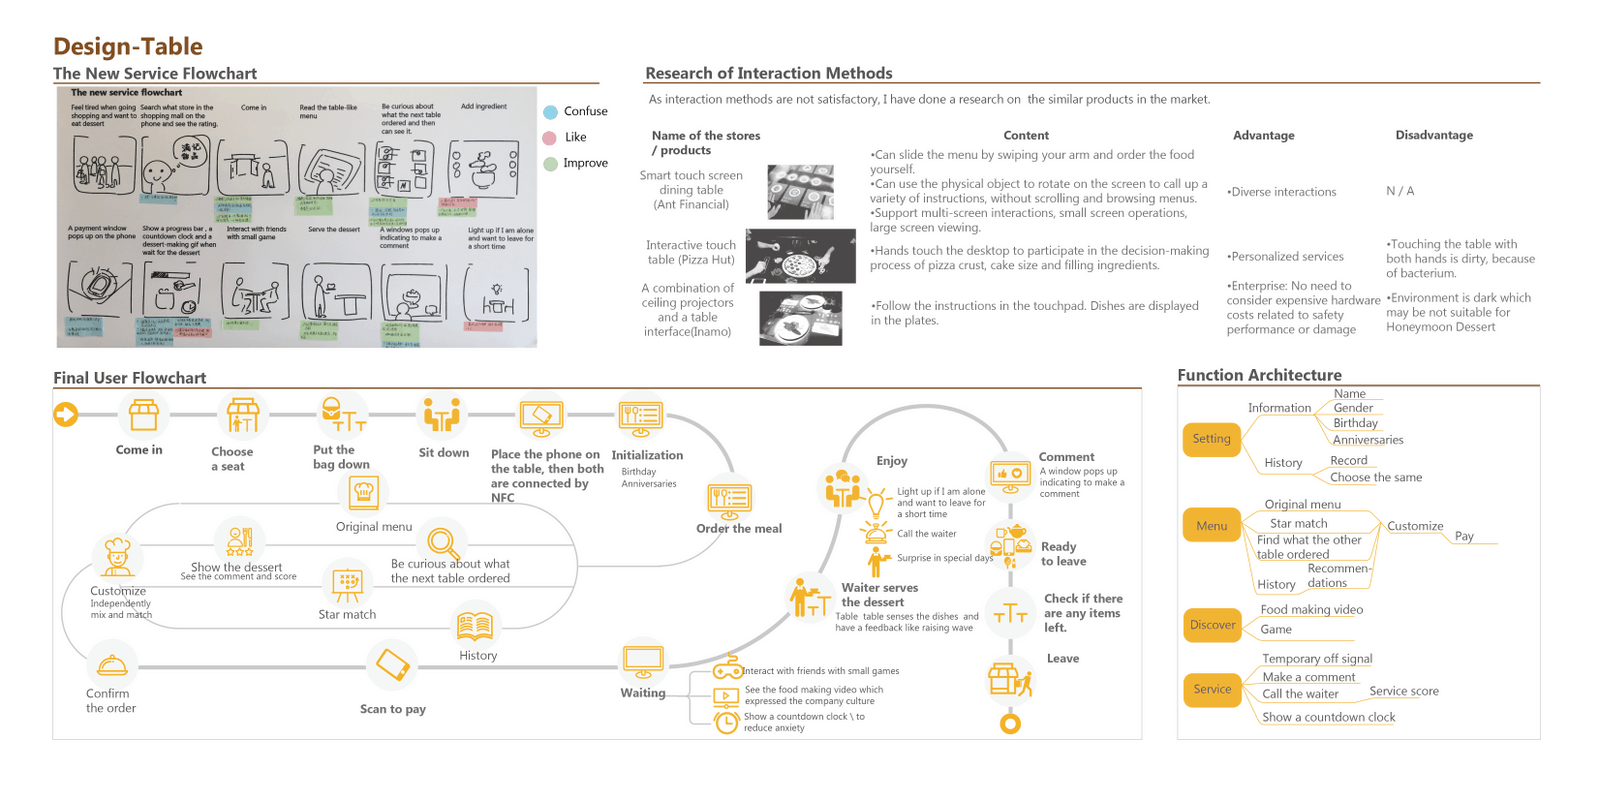 Design-Table
The New Service Flowchart
The new service flowchart
Feel tired when going
shopping and want to
eat dessert
Search what store in the
shopping mall on the
phone and see the rating.
Come in
Read the table-like
menu
Be curious about
what the next table
ordered and then
can see it.
Add ingredient
满记
甜品
A payment window
pops up on the phone
Show a progress bar , a
countdown clock and a
dessert-making gif when
wait for the dessert
Interact with friends
with small game
Serve the dessert
A windows pops up
indicating to make a
comment
Light up if I am alone
and want to leave for
a short time
Confuse
Like
Improve
Research of Interaction Methods
As interaction methods are not satisfactory, I have done a research on the similar products in the market.
Name of the stores
/ products
Content
Advantage
Disadvantage
Smart touch screen
dining table
(Ant Financial)
•Can slide the menu by swiping your arm and order the food
yourself.
•Can use the physical object to rotate on the screen to call up a
variety of instructions, without scrolling and browsing menus.
•Support multi-screen interactions, small screen operations,
large screen viewing.
•Diverse interactions
N / A
Interactive touch
table (Pizza Hut)
•Hands touch the desktop to participate in the decision-making
process of pizza crust, cake size and filling ingredients.
•Personalized services
•Touching the table with
both hands is dirty, because
of bacterium.
A combination of
ceiling projectors
and a table
interface(Inamo)
•Follow the instructions in the touchpad. Dishes are displayed
in the plates.
•Enterprise: No need to
consider expensive hardware
costs related to safety
performance or damage
•Environment is dark which
may be not suitable for
Honeymoon Dessert
Final User Flowchart
Come in
Choose
a seat
Put the
bag down
Sit down
Place the phone on
the table, then both
are connected by
NFC
Initialization
Birthday
Anniversaries
Order the meal
Original menu
Show the dessert
See the comment and score
Be curious about what
the next table ordered
Star match
History
Customize
Independently
mix and match
Confirm
the order
Scan to pay
Waiting
Interact with friends with small games
See the food making video which
expressed the company culture
Show a countdown clock \ to
reduce anxiety
Waiter serves
the dessert
Table table senses the dishes and
have a feedback like raising wave
Enjoy
Light up if I am alone
and want to leave for
a short time
Call the waiter
Surprise in special days
Comment
A window pops up
indicating to make a
comment
Ready
to leave
Check if there
are any items
left.
Leave
Function Architecture
Setting
Information
Name
Gender
Birthday
Anniversaries
History
Record
Choose the same
Menu
Original menu
Star match
Find what the other
table ordered
History
Recommen-
dations
Customize
Pay
Discover
Food making video
Game
Service
Temporary off signal
Make a comment
Call the waiter
Service score
Show a countdown clock